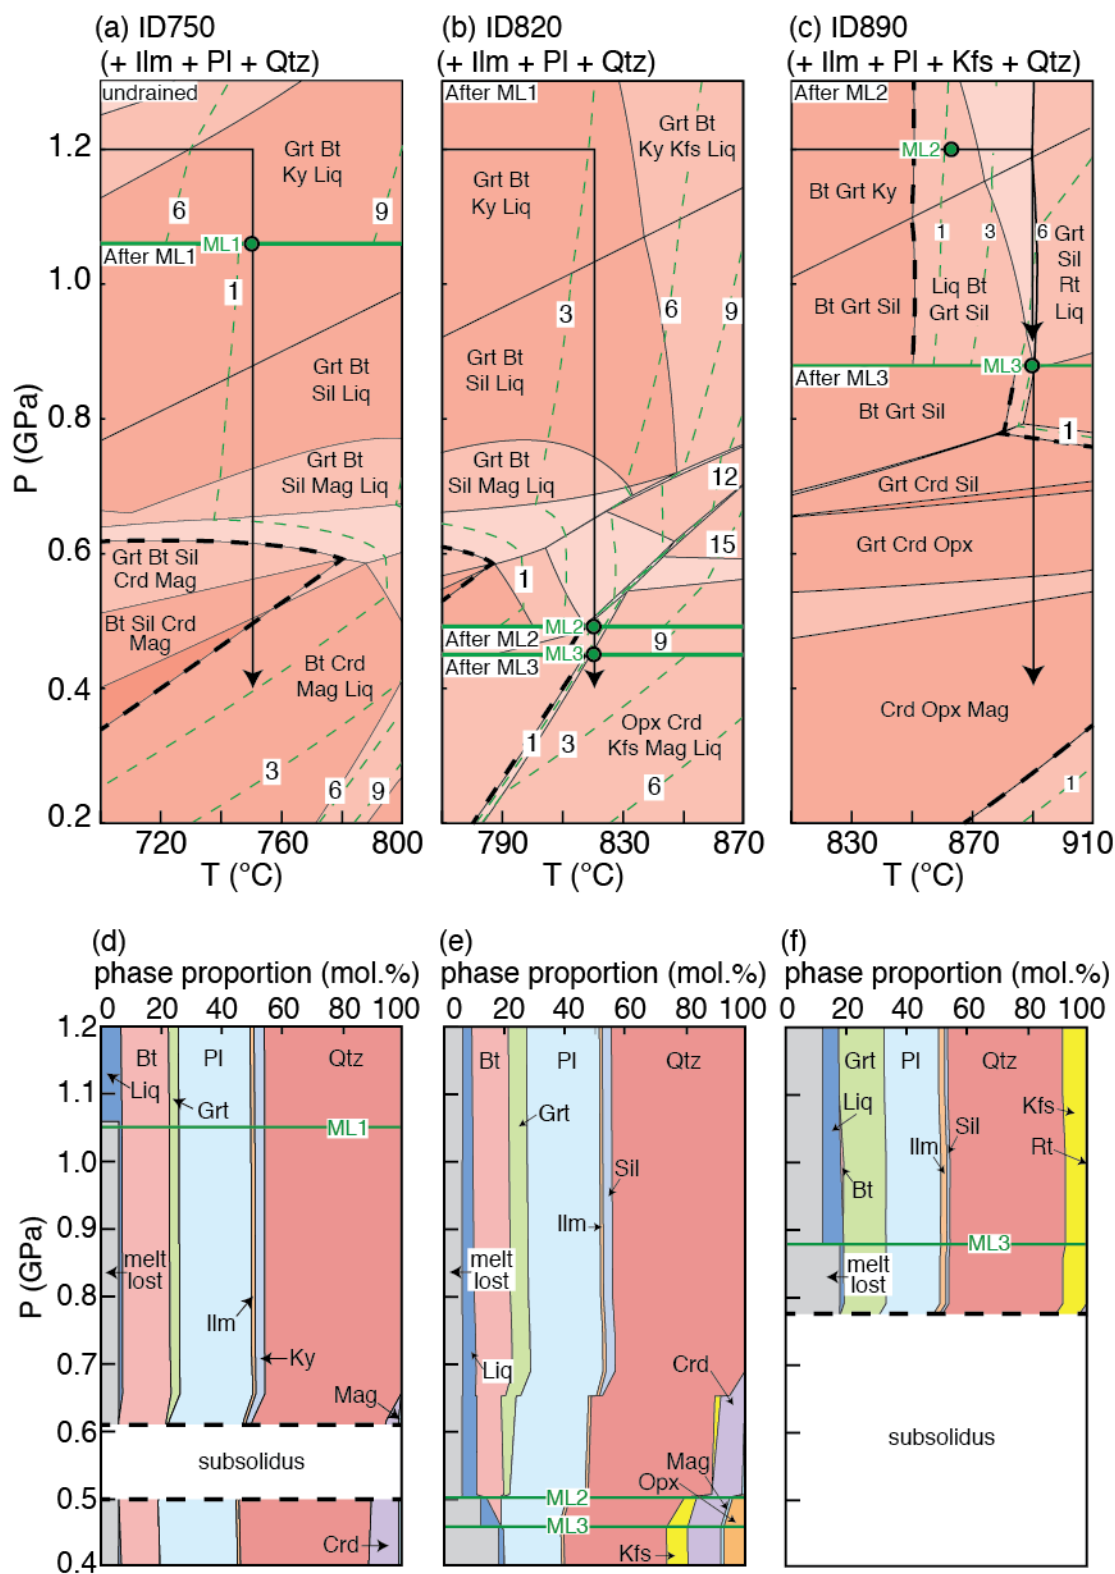 (a) ID750
(+ Ilm + Pl + Qtz)
(b) ID820
(+ Ilm + Pl + Qtz)
(c) ID890
(+ Ilm + Pl + Kfs + Qtz)
P (GPa)
1.2
1.0
0.8
0.6
0.4
0.2
undrained
Grt Bt
Ky Liq
6
9
ML1
After ML1
1
Grt Bt
Sil Liq
Grt Bt
Sil Mag Liq
Grt Bt Sil
Crd Mag
Bt Sil Crd
Mag
Bt Crd
Mag Liq
3
6
9
720
760
800
T (°C)
After ML1
Grt Bt
Ky Kfs Liq
Grt Bt
Ky Liq
3
6
9
Grt Bt
Sil Liq
Grt Bt
Sil Mag Liq
12
15
1
ML2
After ML2
9
ML3
After ML3
Opx Crd
Kfs Mag Liq
1
3
6
790
830
870
T (°C)
After ML2
ML2
Bt Grt Ky
1
3
6
Grt
Sil
Rt
Liq
Bt Grt Sil
Liq Bt
Grt Sil
ML3
After ML3
Bt Grt Sil
1
Grt Crd Sil
Grt Crd Opx
Crd Opx Mag
1
830
870
910
T (°C)
(d)
phase proportion (mol.%)
0 20 40 60 80 100
P (GPa)
1.2
1.1
1.0
0.9
0.8
0.7
0.6
0.5
0.4
Bt
Pl
Qtz
Liq
Grt
ML1
melt
lost
Ilm
Ky
Mag
subsolidus
Crd
(e)
phase proportion (mol.%)
0 20 40 60 80 100
Bt
Pl
Qtz
Grt
Sil
Ilm
melt
lost
Liq
Crd
Mag
Opx
ML2
ML3
Kfs
(f)
phase proportion (mol.%)
0 20 40 60 80 100
Grt
Pl
Qtz
Liq
Kfs
Sil
Ilm
Rt
Bt
ML3
melt
lost
subsolidus